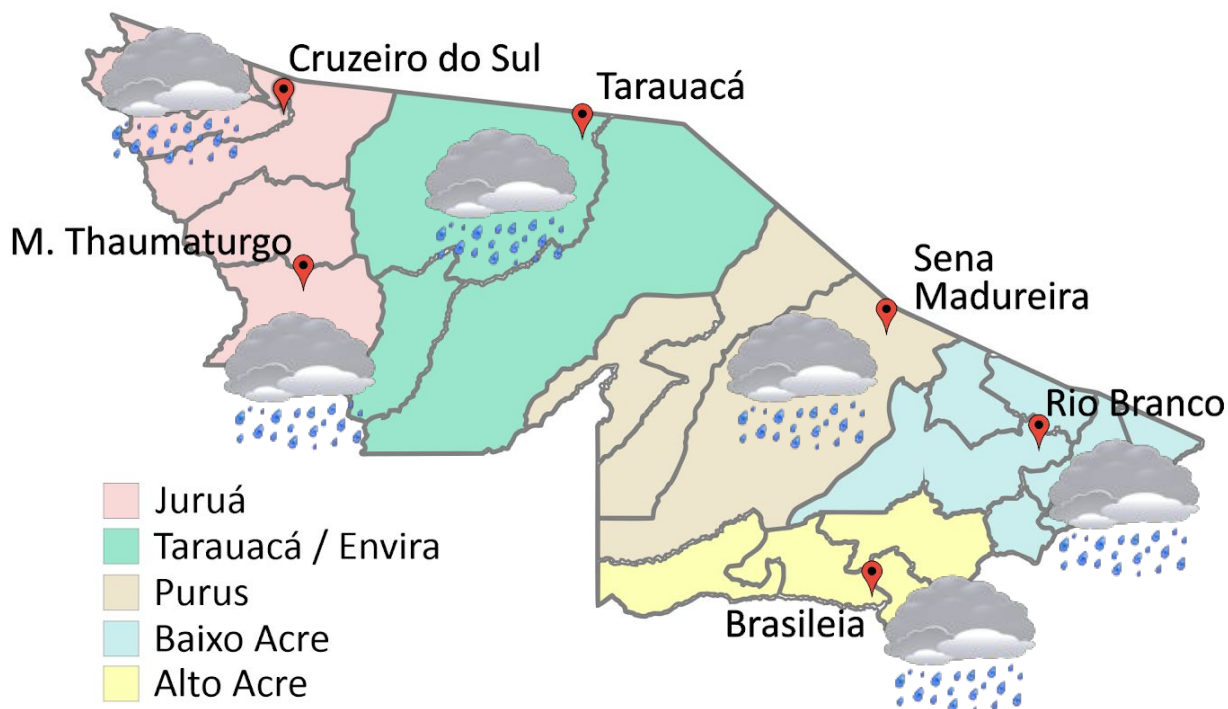 Cruzeiro do Sul
Tarauacá
M. Thaumaturgo
Sena
Madureira
Rio Branco
Brasileia
Juruá
Tarauacá / Envira
Purus
Baixo Acre
Alto Acre